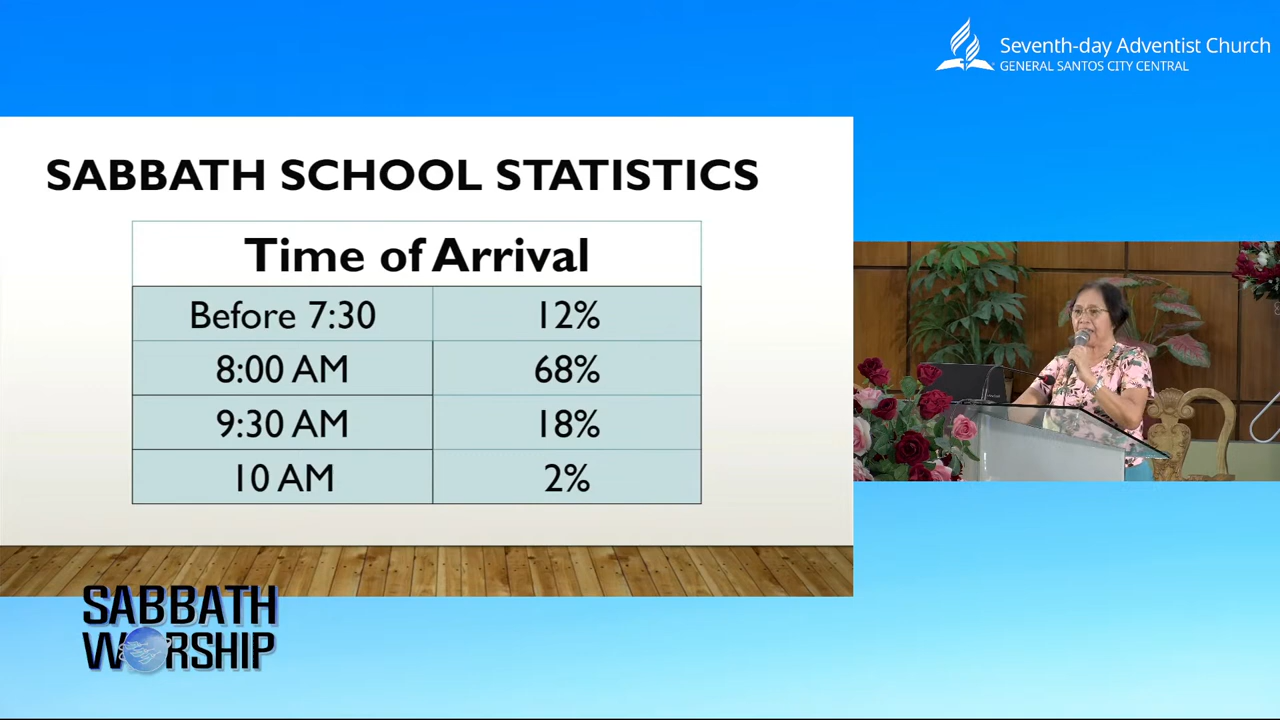 Seventh-day Adventist Church
GENERAL SANTOS CITY CENTRAL
SABBATH SCHOOL STATISTICS
Time of Arrival
Before 7:30 12%
8:00 AM 68%
9:30 AM 18%
10 AM 2%
SABBATH
WORSHIP